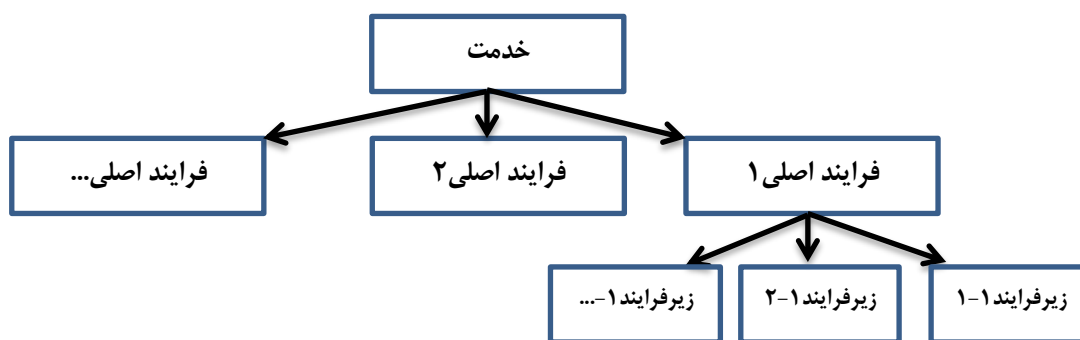 خدمت
فرایند اصلی۱
فرایند اصلی۲
فرایند اصلی...
زیرفرایند۱-۱
زیرفرایند۱-۲
زیرفرایند۱-...